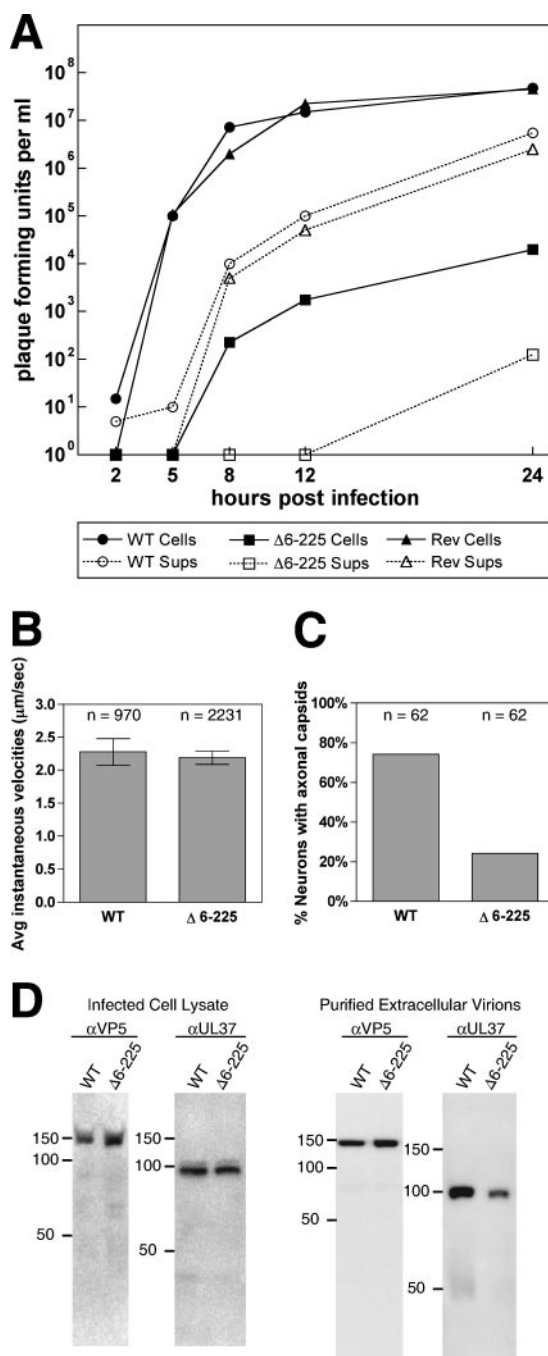 A
plaque forming units per ml
10^8
10^7
10^6
10^5
10^4
10^3
10^2
10^1
10^0
2 5 8 12 24
hours post infection
WT Cells Δ6-225 Cells Rev Cells
WT Sups Δ6-225 Sups Rev Sups
B
Avg instantaneous velocities (μm/sec)
3.0
2.5
2.0
1.5
1.0
0.5
0.0
n = 970 n = 2231
WT Δ 6-225
C
% Neurons with axonal capsids
100%
80%
60%
40%
20%
0%
n = 62 n = 62
WT Δ 6-225
D
Infected Cell Lysate
αVP5 αUL37
WT Δ6-225 WT Δ6-225
150
100
50
150
100
50
Purified Extracellular Virions
αVP5 αUL37
WT Δ6-225 WT Δ6-225
150
100
50
150
100
50